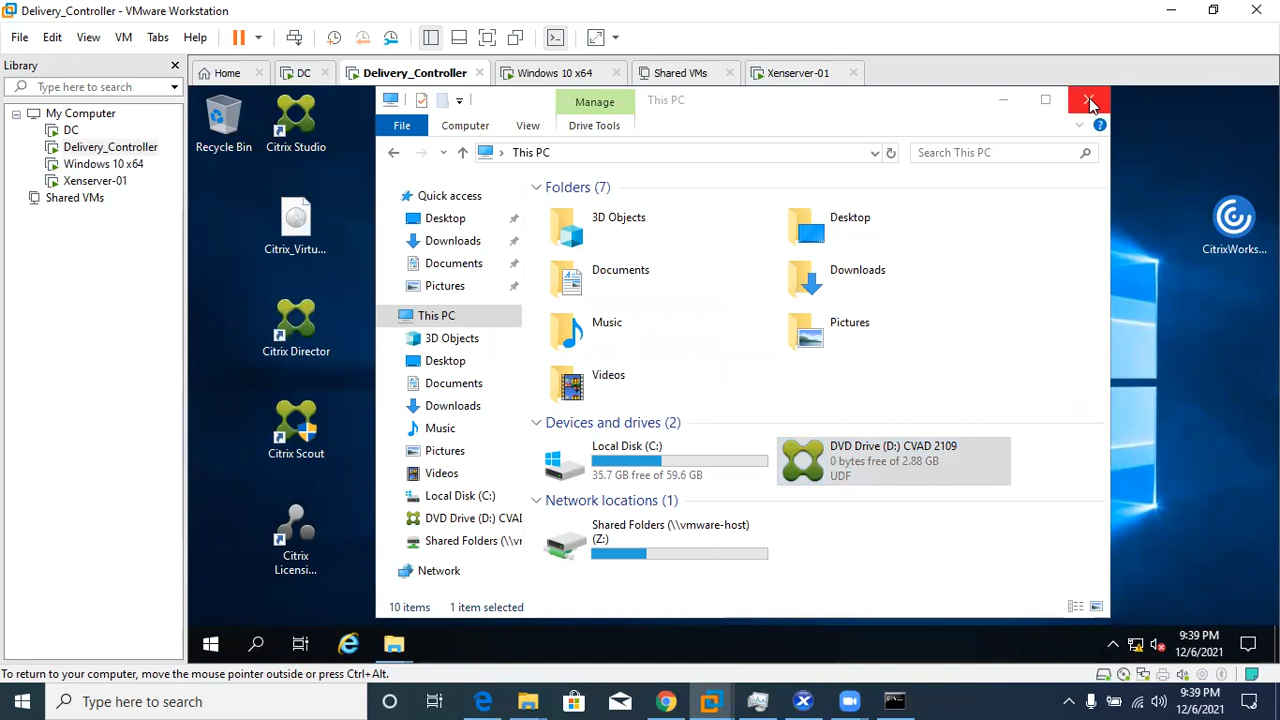 Delivery_Controller - VMware Workstation
File Edit View VM Tabs Help
Library
Type here to search
My Computer
DC
Delivery_Controller
Windows 10 x64
Xenserver-01
Shared VMs
Home DC Delivery_Controller Windows 10 x64 Shared VMs Xenserver-01
Recycle Bin
Citrix Studio
Citrix_Virtu...
Citrix Director
Citrix Scout
Citrix
Licensi...
CitrixWorks...
Manage This PC
File Computer View Drive Tools
This PC
Search This PC
Quick access
Desktop
Downloads
Documents
Pictures
This PC
3D Objects
Desktop
Documents
Downloads
Music
Pictures
Videos
Local Disk (C:)
DVD Drive (D:) CVAD
Shared Folders (\\vr
Network
Folders (7)
3D Objects
Desktop
Documents
Downloads
Music
Pictures
Videos
Devices and drives (2)
Local Disk (C:)
35.7 GB free of 59.6 GB
DVD Drive (D:) CVAD 2109
0 bytes free of 2.88 GB
UDF
Network locations (1)
Shared Folders (\\vmware-host)
(Z:)
10 items 1 item selected
9:39 PM
12/6/2021
To return to your computer, move the mouse pointer outside or press Ctrl+Alt.
Type here to search
9:39 PM
12/6/2021